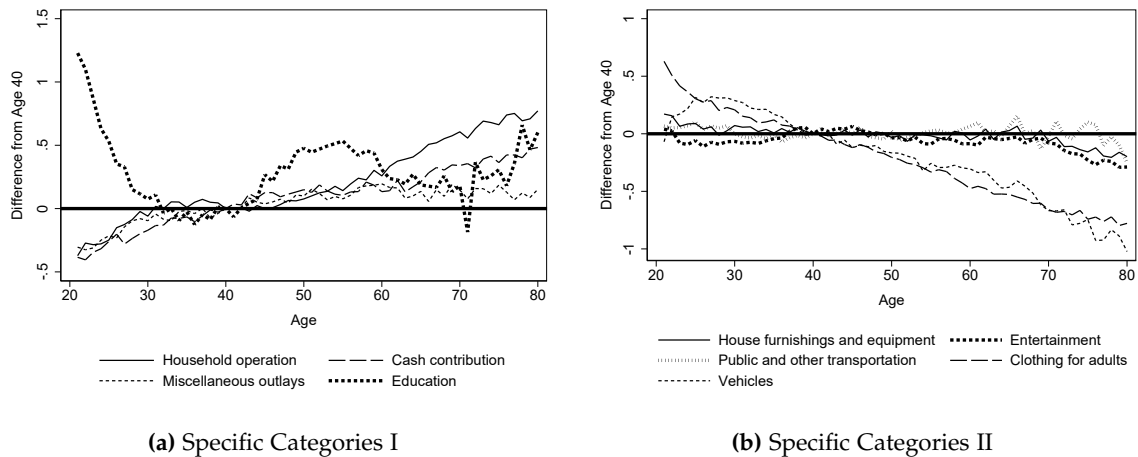 1.5
1
.5
0
-.5
Difference from Age 40
20 30 40 50 60 70 80
Age
Household operation Cash contribution
Miscellaneous outlays Education
(a) Specific Categories I
1
.5
0
-.5
-1
Difference from Age 40
20 30 40 50 60 70 80
Age
House furnishings and equipment Entertainment
Public and other transportation Clothing for adults
Vehicles
(b) Specific Categories II